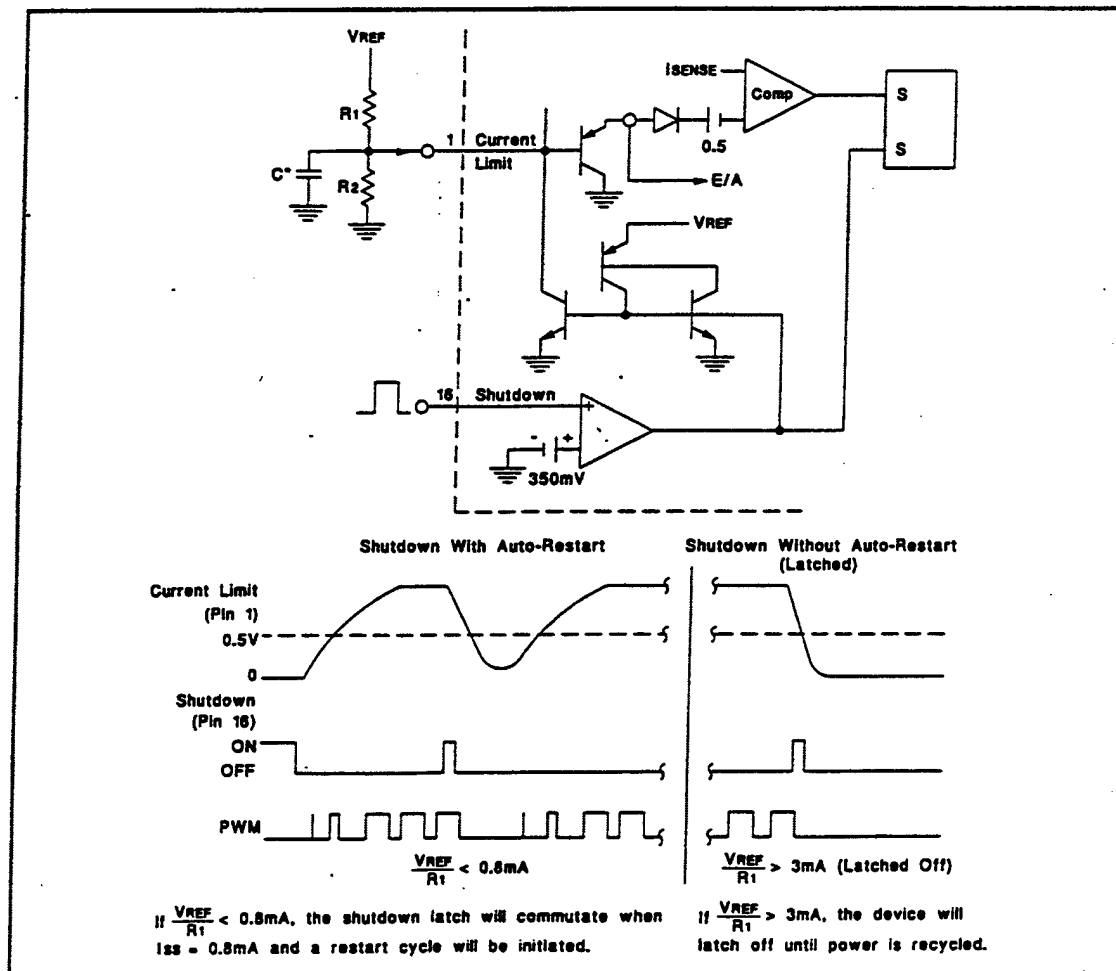 VREF
R1
C*
R2
1
Current
Limit
ISENSE
Comp
0.5
E/A
S
S
VREF
16 Shutdown
+
- +
350mV
Shutdown With Auto-Restart
Shutdown Without Auto-Restart
(Latched)
Current Limit
(Pin 1)
0.5V
0
Shutdown
(Pin 16)
ON
OFF
PWM
VREF
R1
< 0.8mA
VREF
R1
> 3mA (Latched Off)
If VREF/R1 < 0.8mA, the shutdown latch will commutate when
Iss = 0.8mA and a restart cycle will be initiated.
If VREF/R1 > 3mA, the device will
latch off until power is recycled.